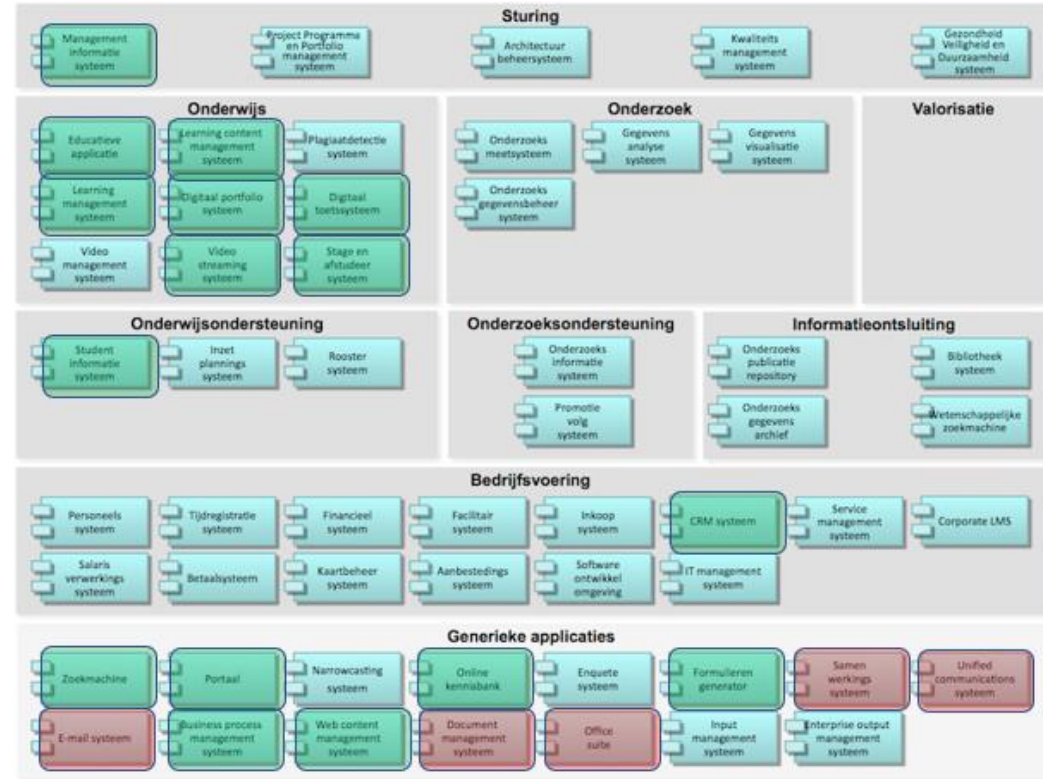 Sturing
Management
informatie
systeem
Project Programma
en Portfolio
management
systeem
Architectuur
beheersysteem
Kwaliteits
management
systeem
Gezondheid
Veiligheid en
Duurzaamheid
systeem
Onderwijs
Educatieve
applicatie
Learning content
management
systeem
Plagiaatdetectie
systeem
Learning
management
systeem
Digitaal portfolio
systeem
Digitaal
toetssysteem
Video
management
systeem
Video
streaming
systeem
Stage en
afstudeer
systeem
Onderzoek
Onderzoeks
meetsysteem
Gegevens
analyse
systeem
Gegevens
visualisatie
systeem
Onderzoeks
gegevensbeheer
systeem
Valorisatie
Onderwijsondersteuning
Student
informatie
systeem
Inzet
plannings
systeem
Rooster
systeem
Onderzoeksondersteuning
Onderzoeks
informatie
systeem
Promotie
volg
systeem
Informatieontsluiting
Onderzoeks
publicatie
repository
Bibliotheek
systeem
Onderzoeks
gegevens
archief
Wetenschappelijke
zoekmachine
Bedrijfsvoering
Personeels
systeem
Tijdregistratie
systeem
Financieel
systeem
Facilitair
systeem
Inkoop
systeem
CRM systeem
Service
management
systeem
Corporate LMS
Salaris
verwerkings
systeem
Betaalsysteem
Kaartbeheer
systeem
Aanbestedings
systeem
Software
ontwikkel
omgeving
IT management
systeem
Generieke applicaties
Zoekmachine
Portaal
Narrowcasting
systeem
Online
kennisbank
Enquete
systeem
Formulieren
generator
Samen
werkings
systeem
Unified
communications
systeem
E-mail systeem
Business process
management
systeem
Web content
management
systeem
Document
management
systeem
Office
suite
Input
management
systeem
Enterprise output
management
systeem